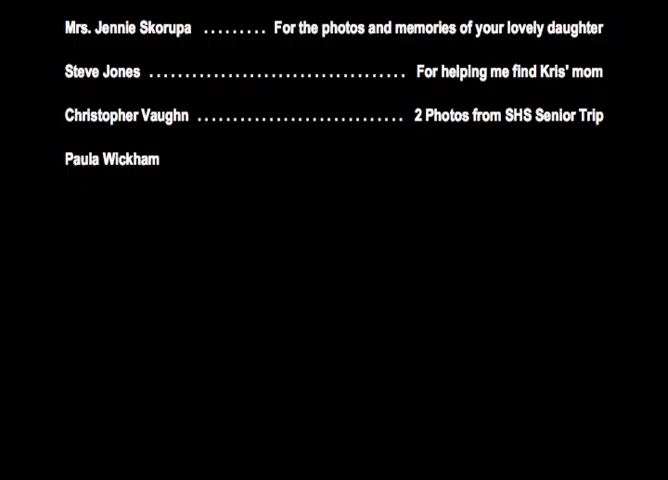 Mrs. Jennie Skorupa ......... For the photos and memories of your lovely daughter
Steve Jones .................................... For helping me find Kris' mom
Christopher Vaughn ............................. 2 Photos from SHS Senior Trip
Paula Wickham